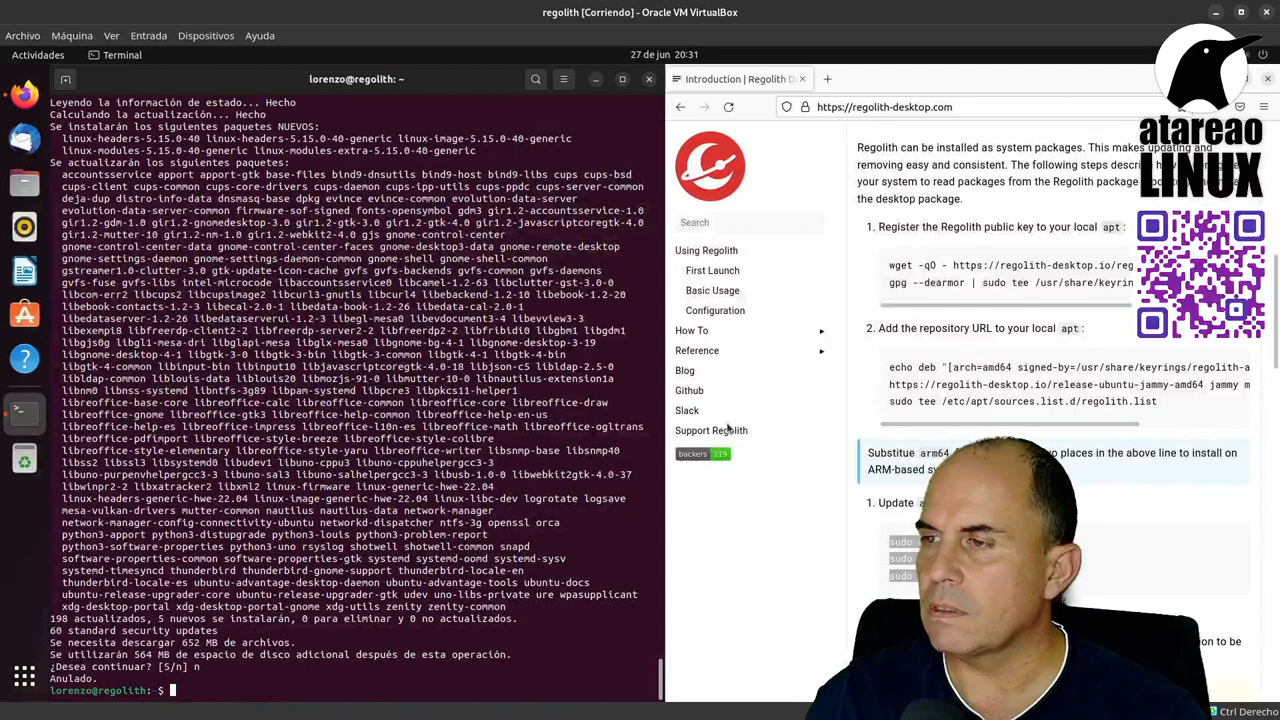 regolith [Corriendo] - Oracle VM VirtualBox
Archivo Máquina Ver Entrada Dispositivos Ayuda
Actividades Terminal 27 de jun 20:31
lorenzo@regolith: ~
Leyendo la información de estado... Hecho
Calculando la actualización... Hecho
Se instalarán los siguientes paquetes NUEVOS:
linux-headers-5.15.0-40 linux-headers-5.15.0-40-generic linux-image-5.15.0-40-generic
linux-modules-5.15.0-40-generic linux-modules-extra-5.15.0-40-generic
Se actualizarán los siguientes paquetes:
accountsservice apport apport-gtk base-files bind9-dnsutils bind9-host bind9-libs cups cups-bsd
cups-client cups-common cups-core-drivers cups-daemon cups-ipp-utils cups-ppdc cups-server-common
deja-dup distro-info-data dnsmasq-base dpkg evince evince-common evolution-data-server
evolution-data-server-common firmware-sof-signed fonts-opensymbol gdm3 gir1.2-accountsservice-1.0
gir1.2-gdm-1.0 gir1.2-gnomedesktop-3.0 gir1.2-gtk-3.0 gir1.2-gtk-4.0 gir1.2-javascriptcoregtk-4.0
gir1.2-mutter-10 gir1.2-nm-1.0 gir1.2-webkit2-4.0 gjs gnome-control-center
gnome-control-center-data gnome-control-center-faces gnome-desktop3-data gnome-remote-desktop
gnome-settings-daemon gnome-settings-daemon-common gnome-shell gnome-shell-common
gstreamer1.0-clutter-3.0 gtk-update-icon-cache gvfs gvfs-backends gvfs-common gvfs-daemons
gvfs-fuse gvfs-libs intel-microcode libaccountsservice0 libcamel-1.2-63 libclutter-gst-3.0-0
libcom-err2 libcups2 libcupsimage2 libcurl3-gnutls libcurl4 libebackend-1.2-10 libebook-1.2-20
libebook-contacts-1.2-3 libecal-2.0-1 libedata-book-1.2-26 libedata-cal-2.0-1
libedataserver-1.2-26 libedataserverui-1.2-3 libegl-mesa0 libevdocument3-4 libevview3-3
libexempi8 libfreerdp-client2-2 libfreerdp-server2-2 libfreerdp2-2 libfribidi0 libgbm1 libgdm1
libgjs0g libgl1-mesa-dri libglapi-mesa libglx-mesa0 libgnome-bg-4-1 libgnome-desktop-3-19
libgnome-desktop-4-1 libgtk-3-0 libgtk-3-bin libgtk-3-common libgtk-4-1 libgtk-4-bin
libgtk-4-common libinput-bin libinput10 libjavascriptcoregtk-4.0-18 libjson-c5 libldap-2.5-0
libldap-common liblouis-data liblouis20 libmozjs-91-0 libmutter-10-0 libnautilus-extension1a
libnm0 libnss-systemd libntfs-3g89 libpam-systemd libpcre3 libpkcs11-helper1
libreoffice-base-core libreoffice-calc libreoffice-common libreoffice-core libreoffice-draw
libreoffice-gnome libreoffice-gtk3 libreoffice-help-common libreoffice-help-en-us
libreoffice-help-es libreoffice-impress libreoffice-l10n-es libreoffice-math libreoffice-ogltrans
libreoffice-pdfimport libreoffice-style-breeze libreoffice-style-colibre
libreoffice-style-elementary libreoffice-style-yaru libreoffice-writer libsnmp-base libsnmp40
libss2 libssl3 libsystemd0 libudev1 libuno-cppu3 libuno-cppuhelpergcc3-3
libuno-purpenvhelpergcc3-3 libuno-sal3 libuno-salhelpergcc3-3 libusb-1.0-0 libwebkit2gtk-4.0-37
libwinpr2-2 libxatracker2 libxml2 linux-firmware linux-generic-hwe-22.04
linux-headers-generic-hwe-22.04 linux-image-generic-hwe-22.04 linux-libc-dev logrotate logsave
mesa-vulkan-drivers mutter-common nautilus nautilus-data network-manager
network-manager-config-connectivity-ubuntu networkd-dispatcher ntfs-3g openssl orca
python3-apport python3-distupgrade python3-louis python3-problem-report
python3-software-properties python3-uno rsyslog shotwell shotwell-common snapd
software-properties-common software-properties-gtk systemd systemd-oomd systemd-sysv
systemd-timesyncd thunderbird thunderbird-gnome-support thunderbird-locale-en
thunderbird-locale-es ubuntu-advantage-desktop-daemon ubuntu-advantage-tools ubuntu-docs
ubuntu-release-upgrader-core ubuntu-release-upgrader-gtk udev uno-libs-private ure wpasupplicant
xdg-desktop-portal xdg-desktop-portal-gnome xdg-utils zenity zenity-common
198 actualizados, 5 nuevos se instalarán, 0 para eliminar y 0 no actualizados.
60 standard security updates
Se necesita descargar 652 MB de archivos.
Se utilizarán 564 MB de espacio de disco adicional después de esta operación.
¿Desea continuar? [S/n] n
Anulado.
lorenzo@regolith:~$
Introduction | Regolith D
https://regolith-desktop.com
Search
Using Regolith
First Launch
Basic Usage
Configuration
How To
Reference
Blog
Github
Slack
Support Regolith
backers 119
Regolith can be installed as system packages. This makes updating and
removing easy and consistent. The following steps
your system to read packages from the Regolith package
the desktop package.
1. Register the Regolith public key to your local apt:
wget -qO - https://regolith-desktop.io/reg
gpg --dearmor | sudo tee /usr/share/keyrin
2. Add the repository URL to your local apt:
echo deb "[arch=amd64 signed-by=/usr/share/keyrings/regolith-a
https://regolith-desktop.io/release-ubuntu-jammy-amd64 jammy m
sudo tee /etc/apt/sources.list.d/regolith.list
Substitue arm64 places in the above line to install on
ARM-based
1. Update
sudo
sudo
sudo
to be
atareao
LINUX
Ctrl Derecho